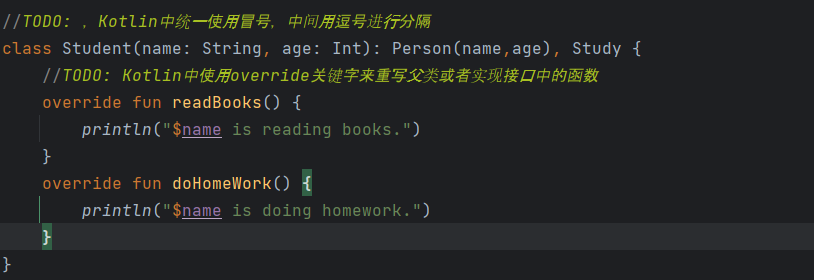 //TODO: ，Kotlin中统一使用冒号，中间用逗号进行分隔
class Student(name: String, age: Int): Person(name,age), Study {
    //TODO: Kotlin中使用override关键字来重写父类或者实现接口中的函数
    override fun readBooks() {
        println("$name is reading books.")
    }
    override fun doHomeWork() {
        println("$name is doing homework.")
    }
}